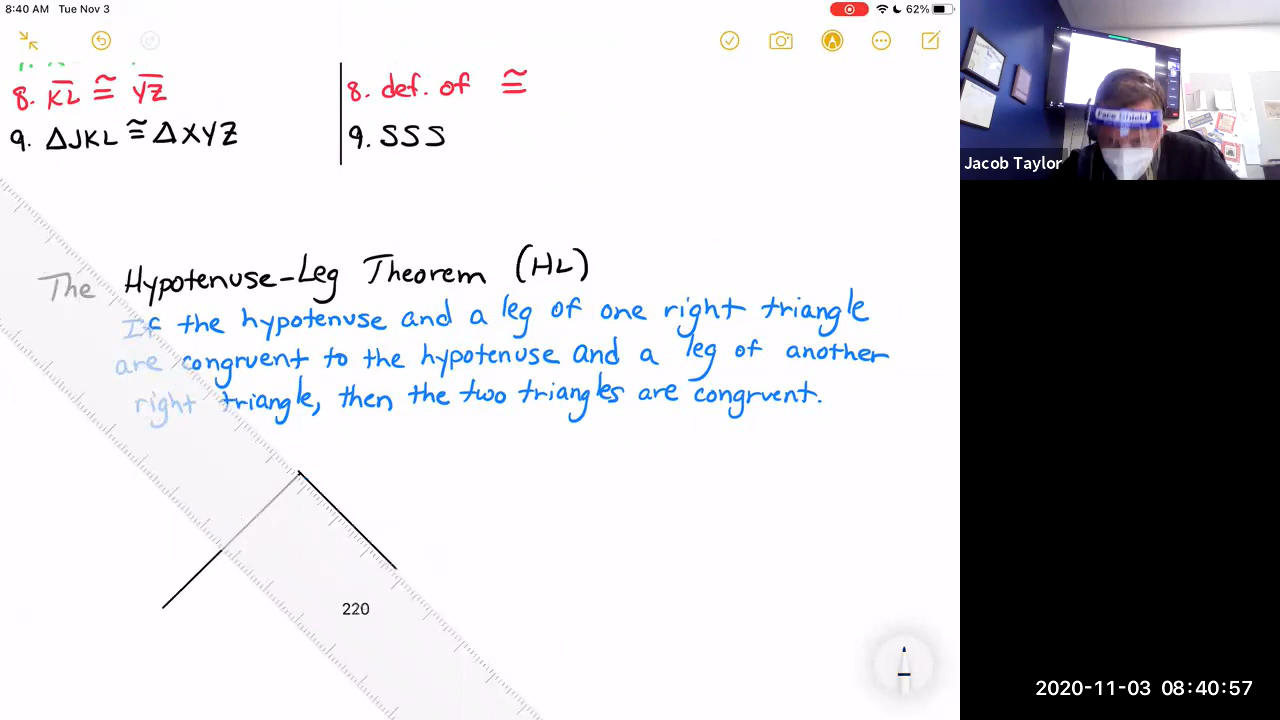 8:40 AM Tue Nov 3
62%
8. KL ≅ YZ
8. def. of ≅
9. △JKL ≅ △XYZ
9. SSS
The Hypotenuse-Leg Theorem (HL)
If the hypotenuse and a leg of one right triangle
are congruent to the hypotenuse and a leg of another
right triangle, then the two triangles are congruent.
220
Face Shield
Jacob Taylor
2020-11-03 08:40:57